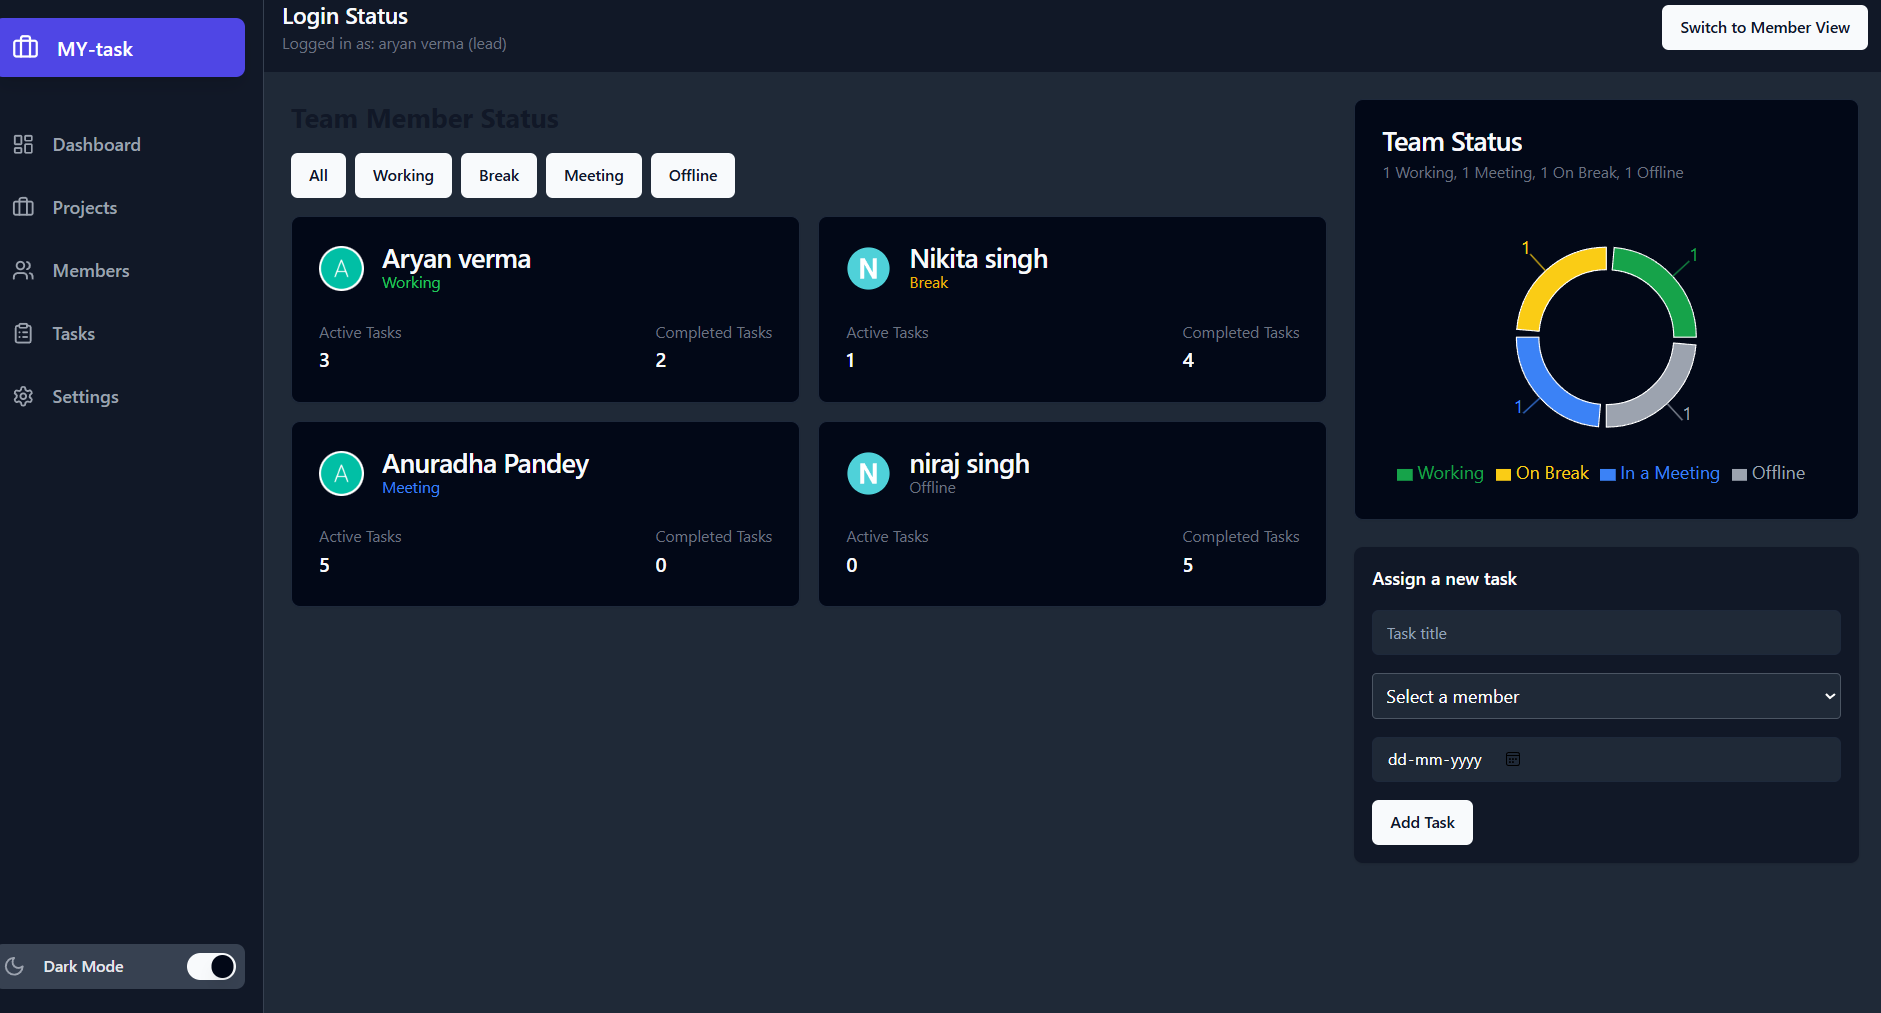 MY-task
Dashboard
Projects
Members
Tasks
Settings
Dark Mode
Login Status
Logged in as: aryan verma (lead)
Switch to Member View
Team Member Status
All Working Break Meeting Offline
A Aryan verma
Working
Active Tasks Completed Tasks
3 2
N Nikita singh
Break
Active Tasks Completed Tasks
1 4
A Anuradha Pandey
Meeting
Active Tasks Completed Tasks
5 0
N niraj singh
Offline
Active Tasks Completed Tasks
0 5
Team Status
1 Working, 1 Meeting, 1 On Break, 1 Offline
1 1
1 1
Working On Break In a Meeting Offline
Assign a new task
Task title
Select a member
dd-mm-yyyy
Add Task